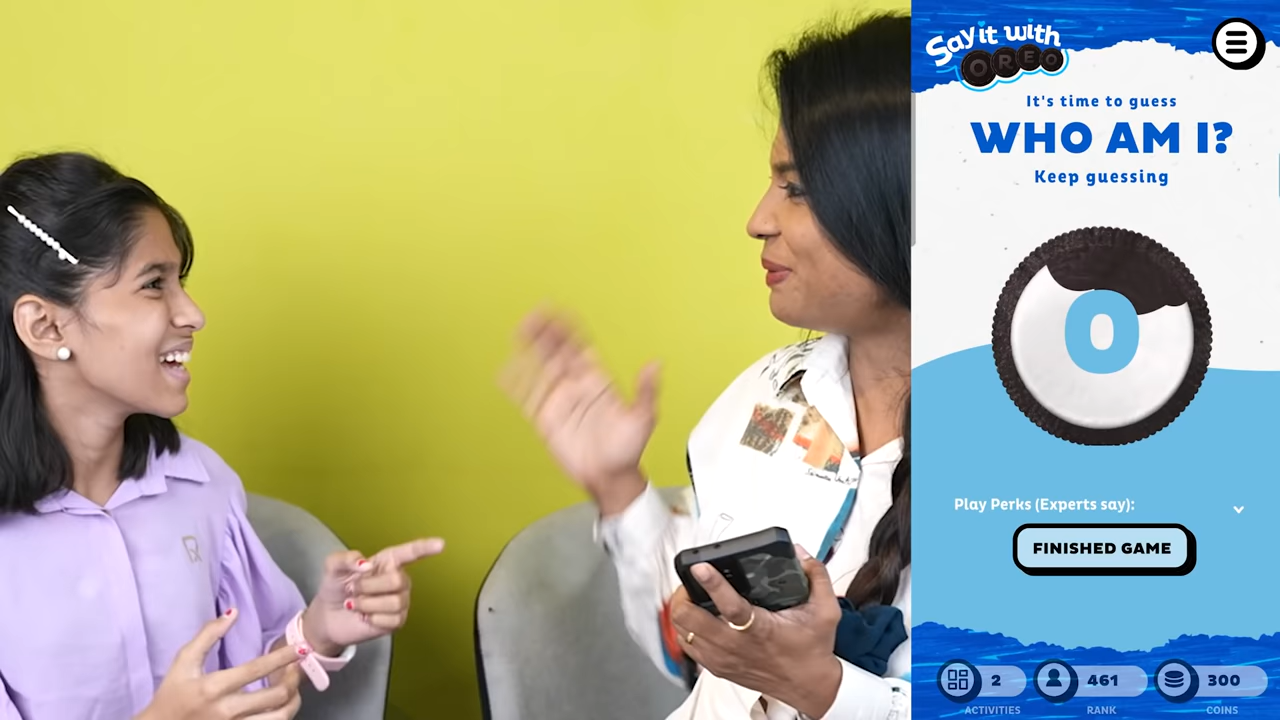 Say it with
OREO
It's time to guess
WHO AM I?
Keep guessing
0
Play Perks (Experts say):
FINISHED GAME
2
461
300
ACTIVITIES
RANK
COINS